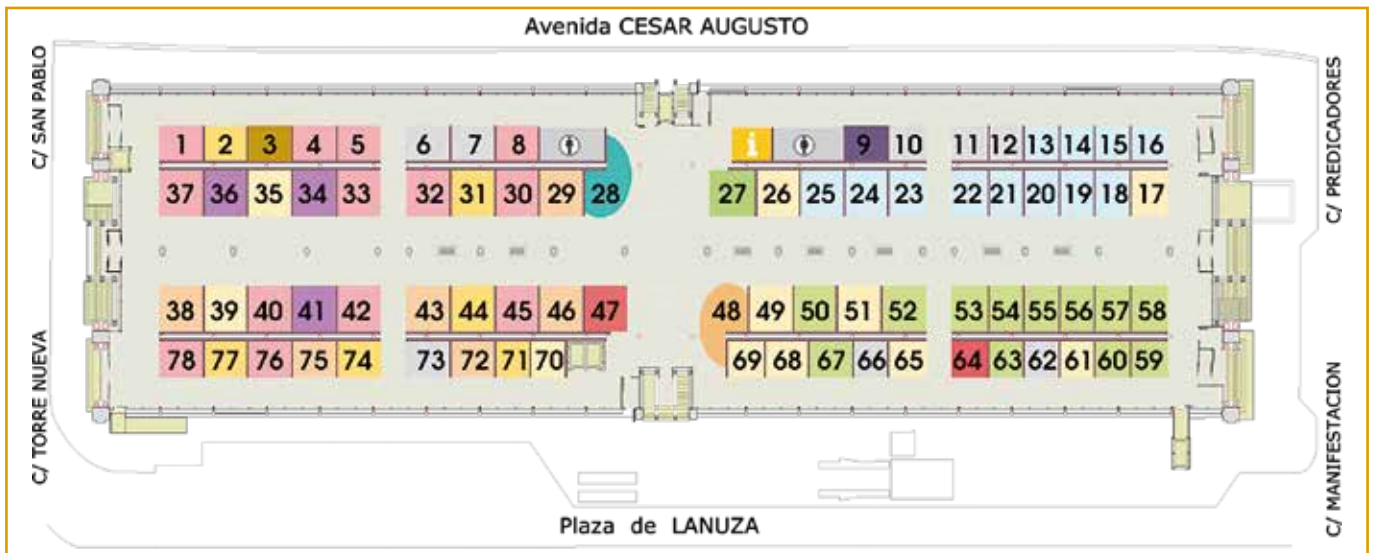 Avenida CESAR AUGUSTO
C/ SAN PABLO
C/ PREDICADORES
1 2 3 4 5 6 7 8 i 9 10 11 12 13 14 15 16
37 36 35 34 33 32 31 30 29 28 27 26 25 24 23 22 21 20 19 18 17
38 39 40 41 42 43 44 45 46 47 48 49 50 51 52 53 54 55 56 57 58
78 77 76 75 74 73 72 71 70 69 68 67 66 65 64 63 62 61 60 59
C/ TORRE NUEVA
C/ MANIFESTACION
Plaza de LANUZA